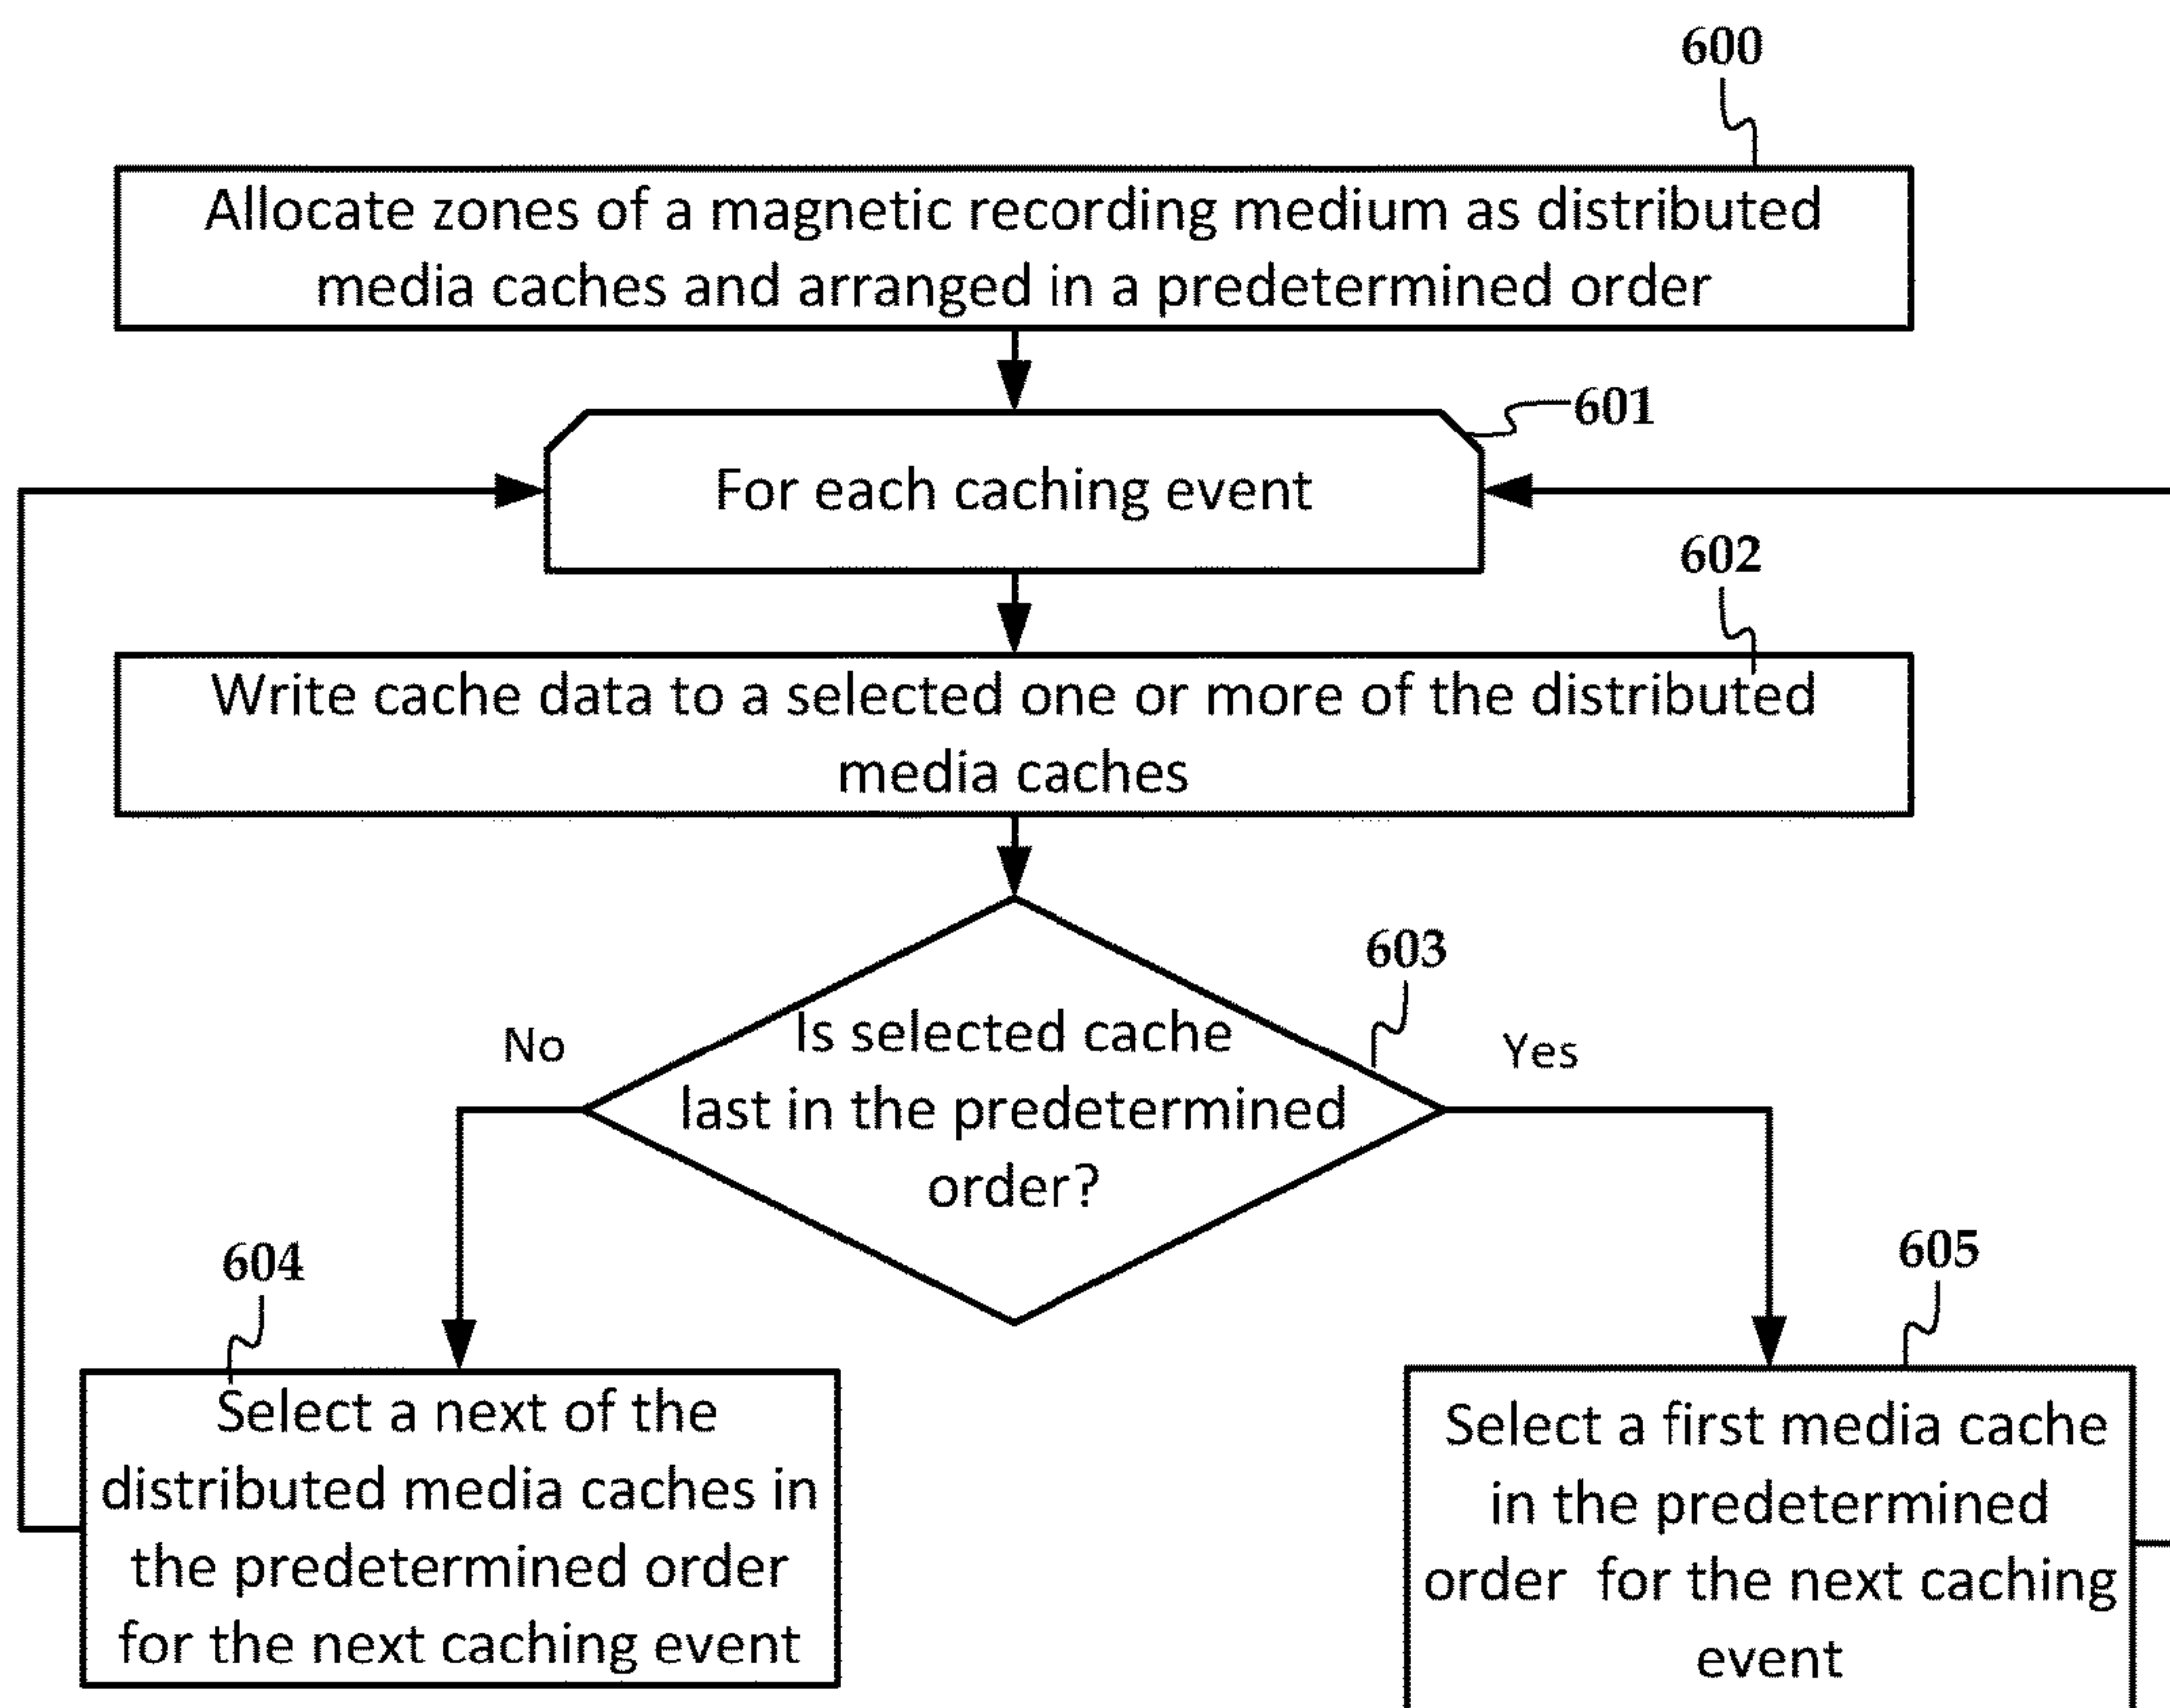 600
Allocate zones of a magnetic recording medium as distributed
media caches and arranged in a predetermined order
601
For each caching event
602
Write cache data to a selected one or more of the distributed
media caches
603
Is selected cache
last in the predetermined
order?
No
Yes
604
Select a next of the
distributed media caches in
the predetermined order
for the next caching event
605
Select a first media cache
in the predetermined
order for the next caching
event